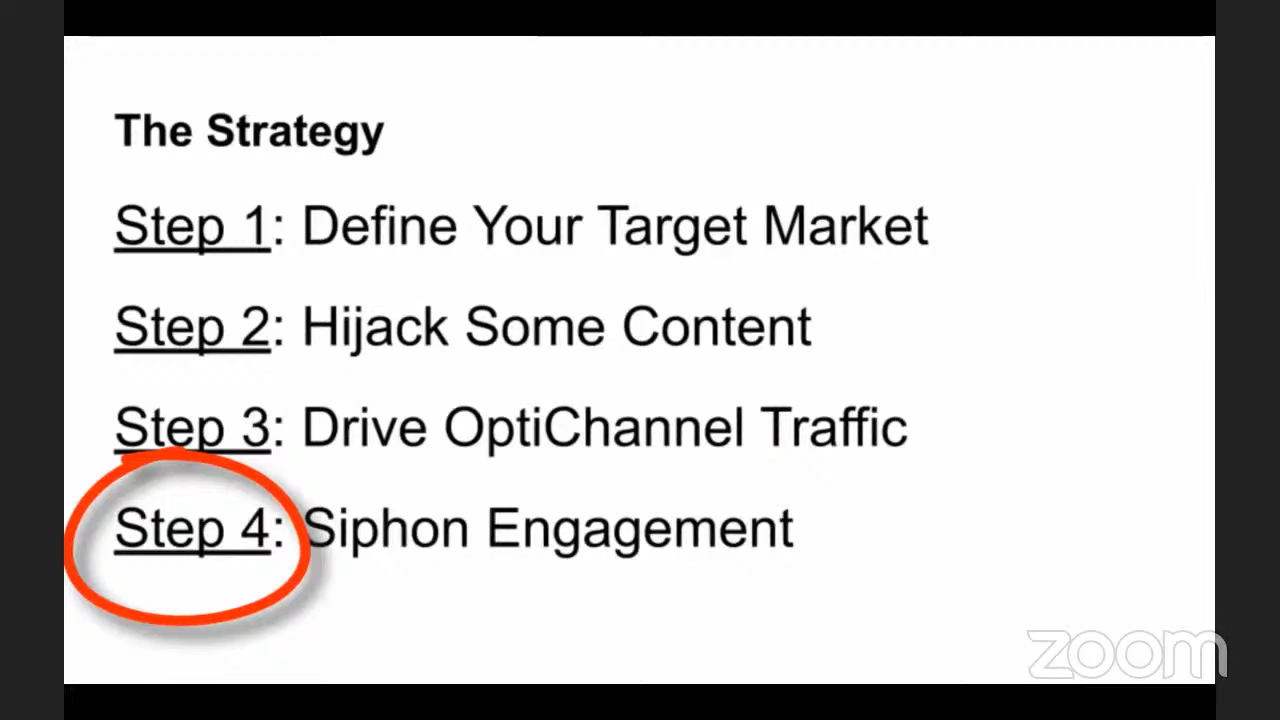 The Strategy
Step 1: Define Your Target Market
Step 2: Hijack Some Content
Step 3: Drive OptiChannel Traffic
Step 4: Siphon Engagement
zoom